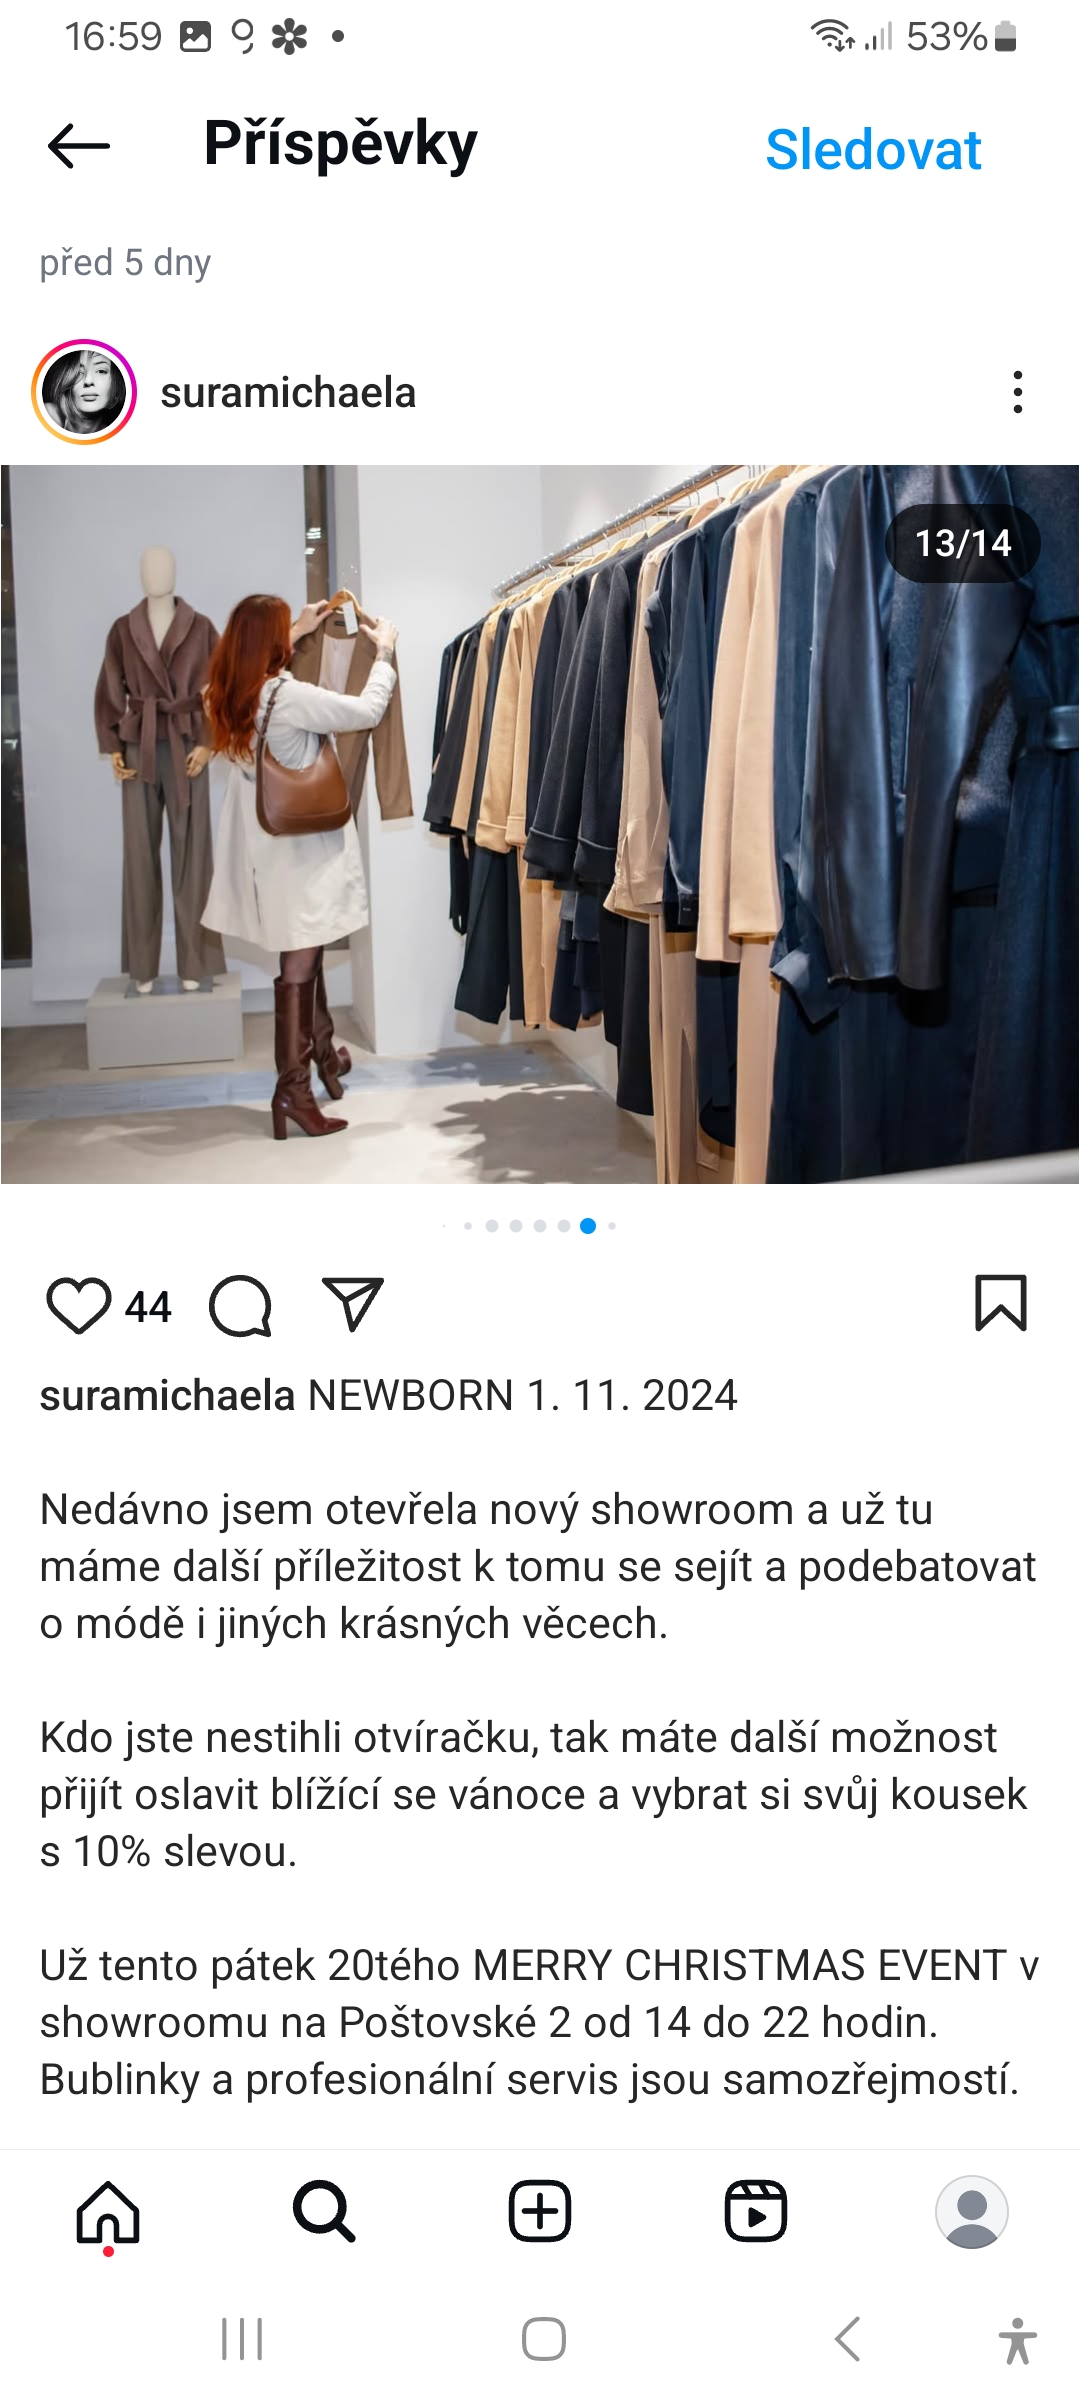 16:59
53%
Příspěvky
Sledovat
před 5 dny
suramichaela
13/14
44
suramichaela NEWBORN 1. 11. 2024
Nedávno jsem otevřela nový showroom a už tu
máme další příležitost k tomu se sejít a podebatovat
o módě i jiných krásných věcech.
Kdo jste nestihli otvíračku, tak máte další možnost
přijít oslavit blížící se vánoce a vybrat si svůj kousek
s 10% slevou.
Už tento pátek 20tého MERRY CHRISTMAS EVENT v
showroomu na Poštovské 2 od 14 do 22 hodin.
Bublinky a profesionální servis jsou samozřejmostí.